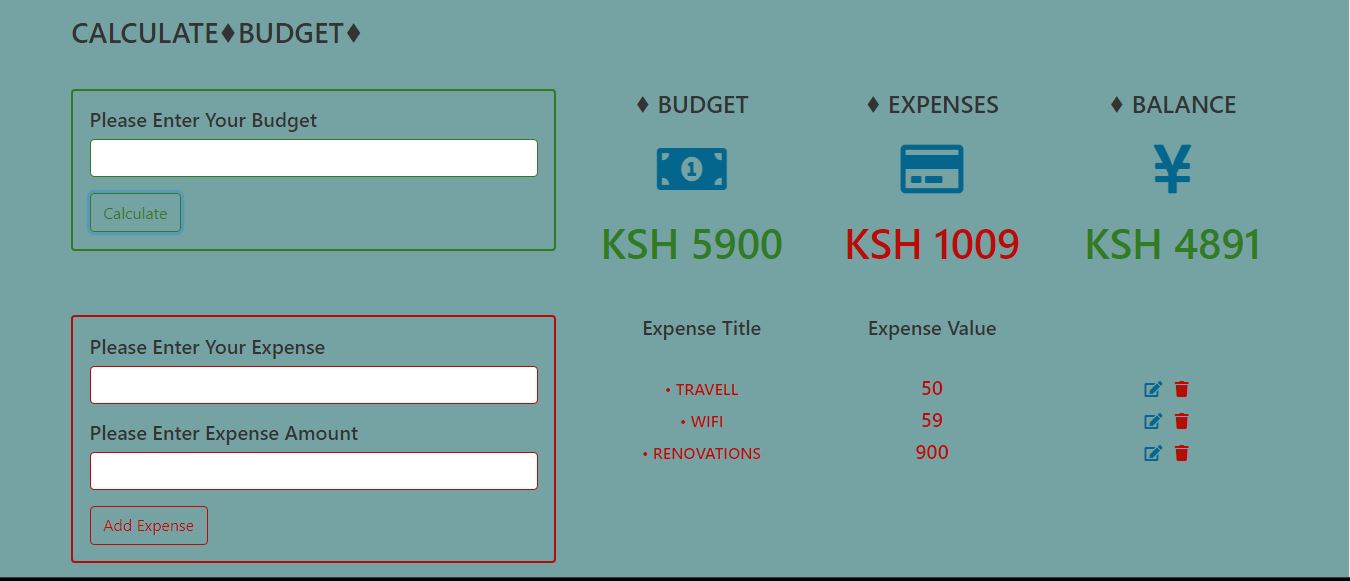 CALCULATE♦BUDGET♦
Please Enter Your Budget
Calculate
♦ BUDGET
1
KSH 5900
♦ EXPENSES
KSH 1009
♦ BALANCE
¥
KSH 4891
Please Enter Your Expense
Please Enter Expense Amount
Add Expense
Expense Title Expense Value
• TRAVELL 50
• WIFI 59
• RENOVATIONS 900